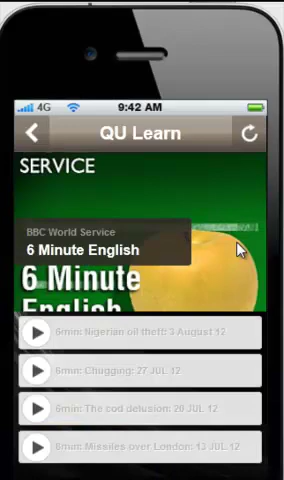 4G
9:42 AM
QU Learn
SERVICE
BBC World Service
6 Minute English
6 Minute
English
6min: Nigerian oil theft: 3 August 12
6min: Chugging: 27 JUL 12
6min: The cod delusion: 20 JUL 12
6min: Missiles over London: 13 JUL 12